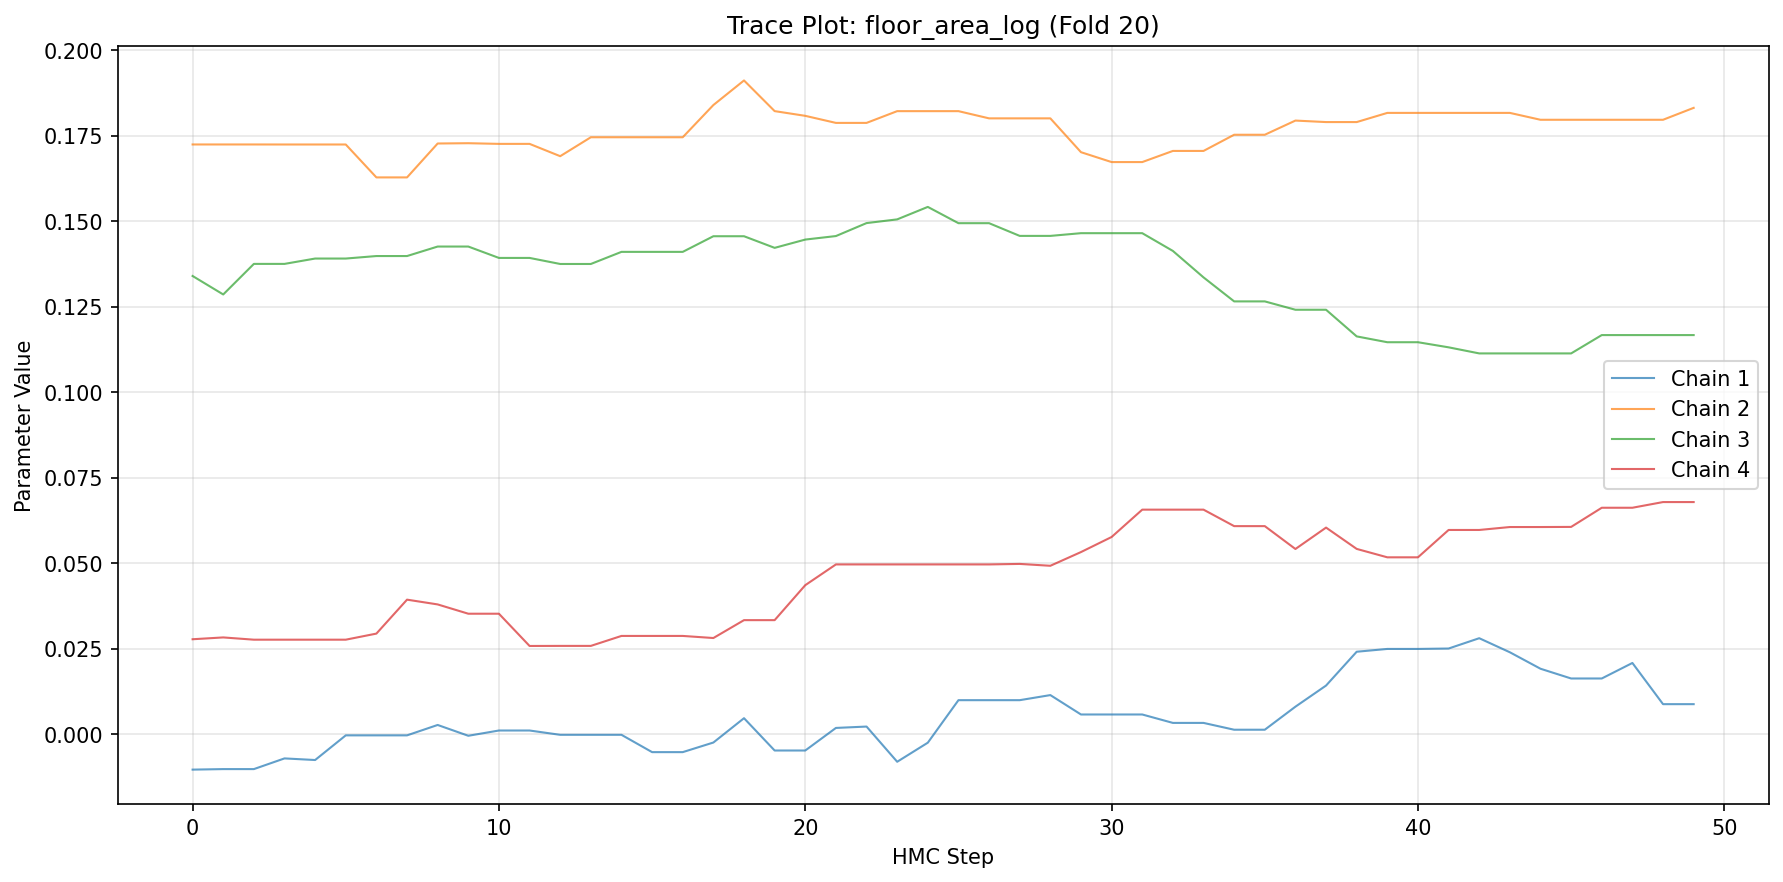 Trace Plot: floor_area_log (Fold 20)
Parameter Value
0.200
0.175
0.150
0.125
0.100
0.075
0.050
0.025
0.000
Chain 1
Chain 2
Chain 3
Chain 4
0 10 20 30 40 50
HMC Step